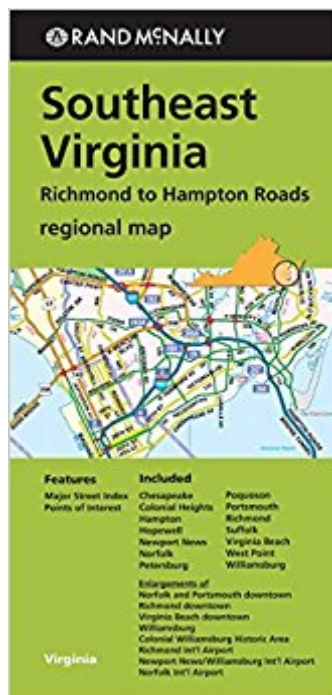 RAND McNALLY
Southeast
Virginia
Richmond to Hampton Roads
regional map
Features
Major Street Index
Points of Interest
Included
Chesapeake
Colonial Heights
Hampton
Hopewell
Newport News
Norfolk
Petersburg
Poquoson
Portsmouth
Richmond
Suffolk
Virginia Beach
West Point
Williamsburg
Enlargements of
Norfolk and Portsmouth downtown
Richmond downtown
Virginia Beach downtown
Williamsburg
Colonial Williamsburg Historic Area
Richmond Int'l Airport
Newport News/Williamsburg Int'l Airport
Norfolk Int'l Airport
Virginia